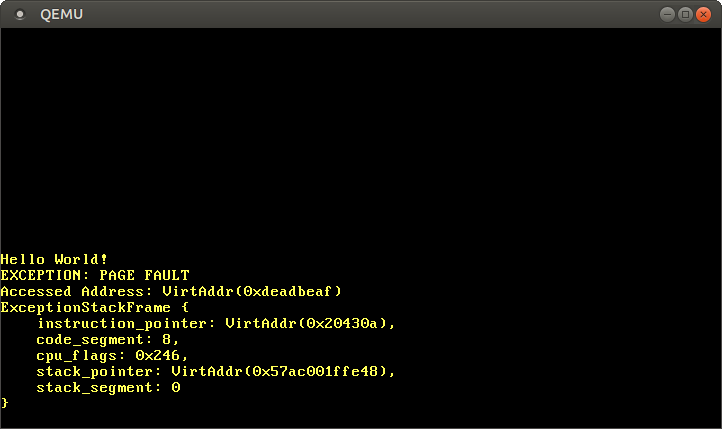 QEMU
Hello World!
EXCEPTION: PAGE FAULT
Accessed Address: VirtAddr(0xdeadbeaf)
ExceptionStackFrame {
    instruction_pointer: VirtAddr(0x20430a),
    code_segment: 8,
    cpu_flags: 0x246,
    stack_pointer: VirtAddr(0x57ac001ffe48),
    stack_segment: 0
}